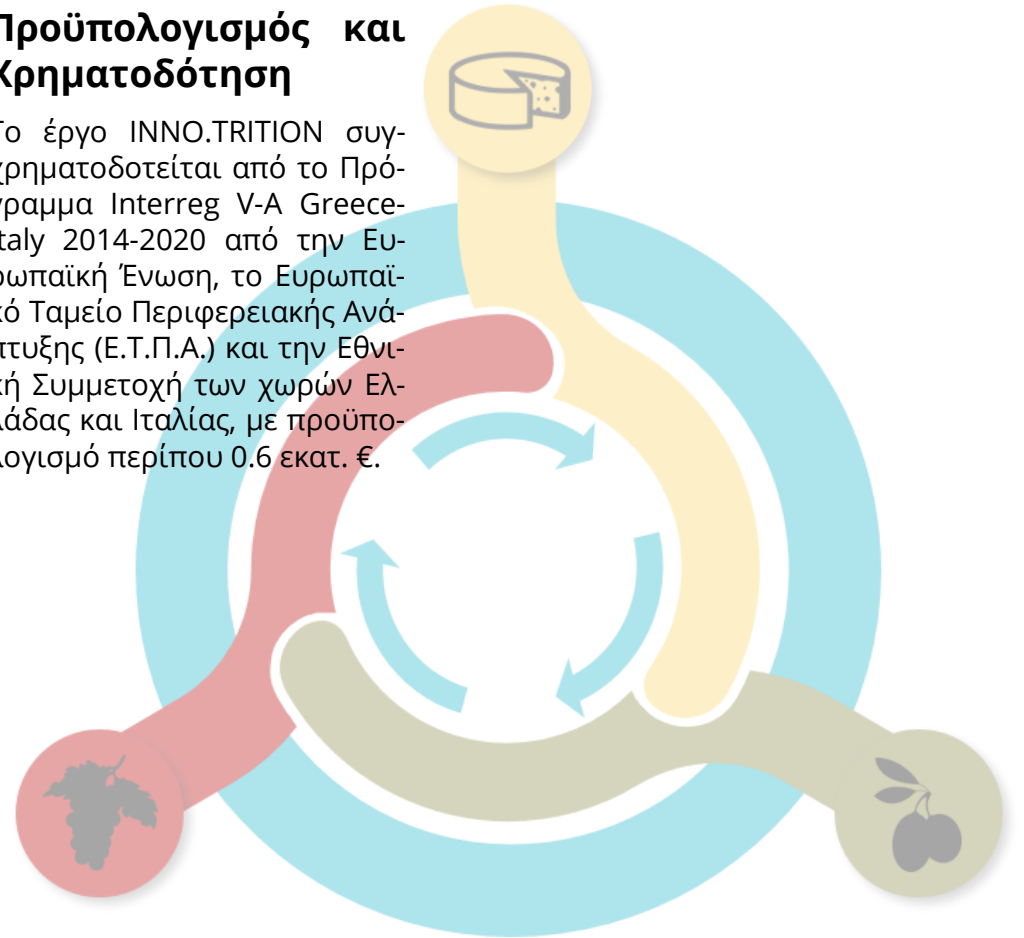 Προϋπολογισμός και
Χρηματοδότηση
Το έργο INNO.TRITION συγ-
χρηματοδοτείται από το Πρό-
γραμμα Interreg V-A Greece-
Italy 2014-2020 από την Ευ-
ρωπαϊκή Ένωση, το Ευρωπαϊ-
κό Ταμείο Περιφερειακής Ανά-
πτυξης (Ε.Τ.Π.Α.) και την Εθνι-
κή Συμμετοχή των χωρών Ελ-
λάδας και Ιταλίας, με προϋπο-
λογισμό περίπου 0.6 εκατ. €.